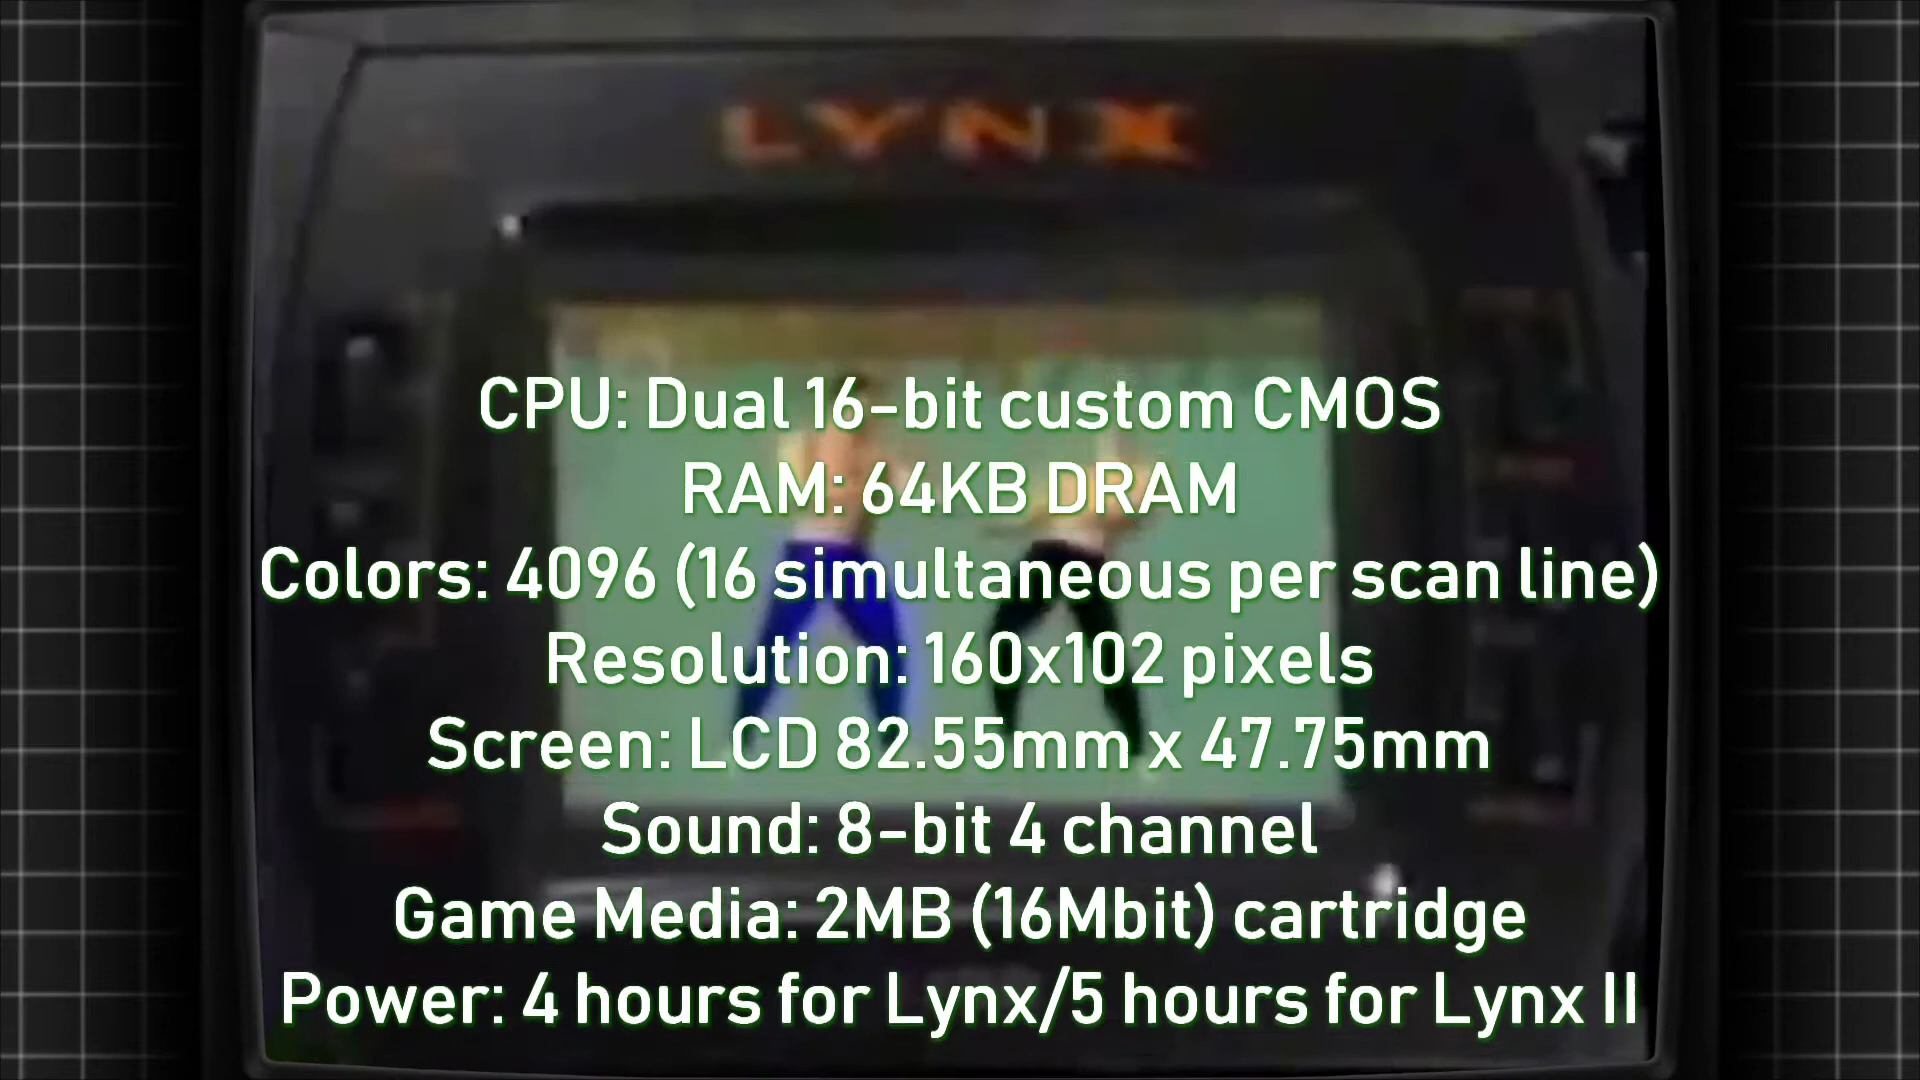 LYNX
CPU: Dual 16-bit custom CMOS
RAM: 64KB DRAM
Colors: 4096 (16 simultaneous per scan line)
Resolution: 160x102 pixels
Screen: LCD 82.55mm x 47.75mm
Sound: 8-bit 4 channel
Game Media: 2MB (16Mbit) cartridge
Power: 4 hours for Lynx/5 hours for Lynx II